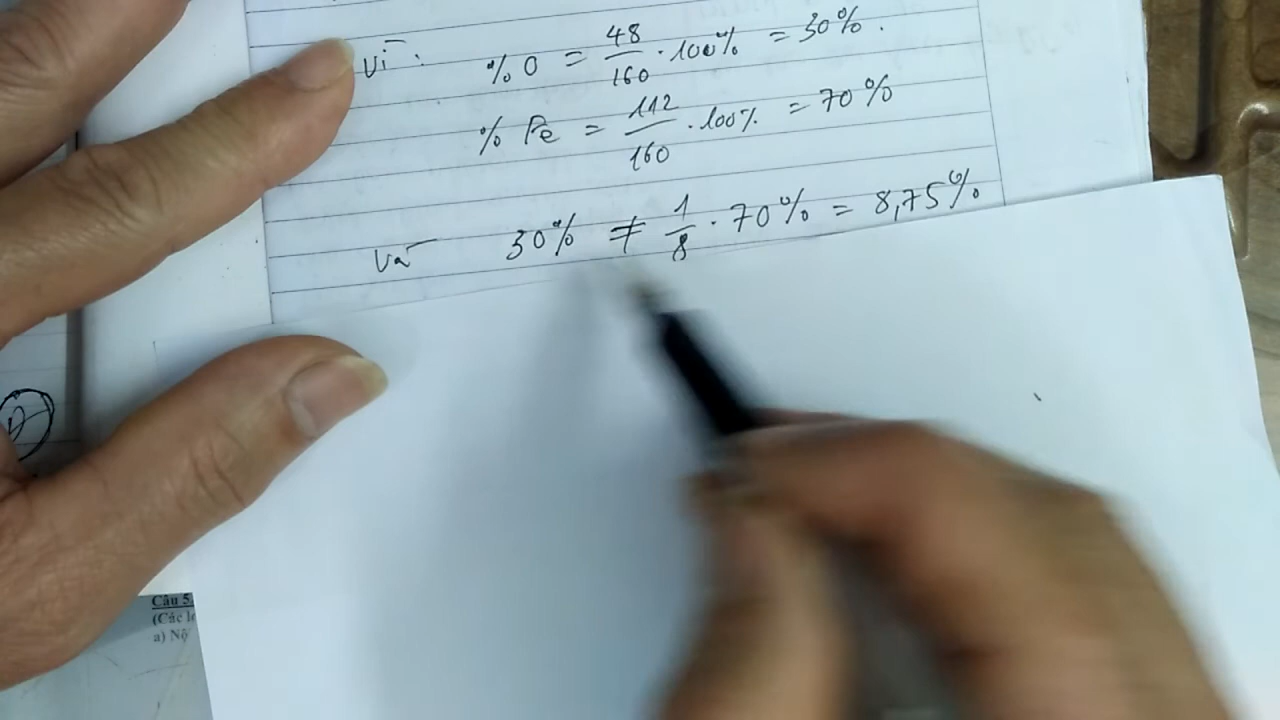 Vì: %O = 48/160 . 100% = 30%.
% Fe = 112/160 . 100% = 70%
Và 30% ≠ 1/8 . 70% = 8,75%
Câu 5.
(Các
a)